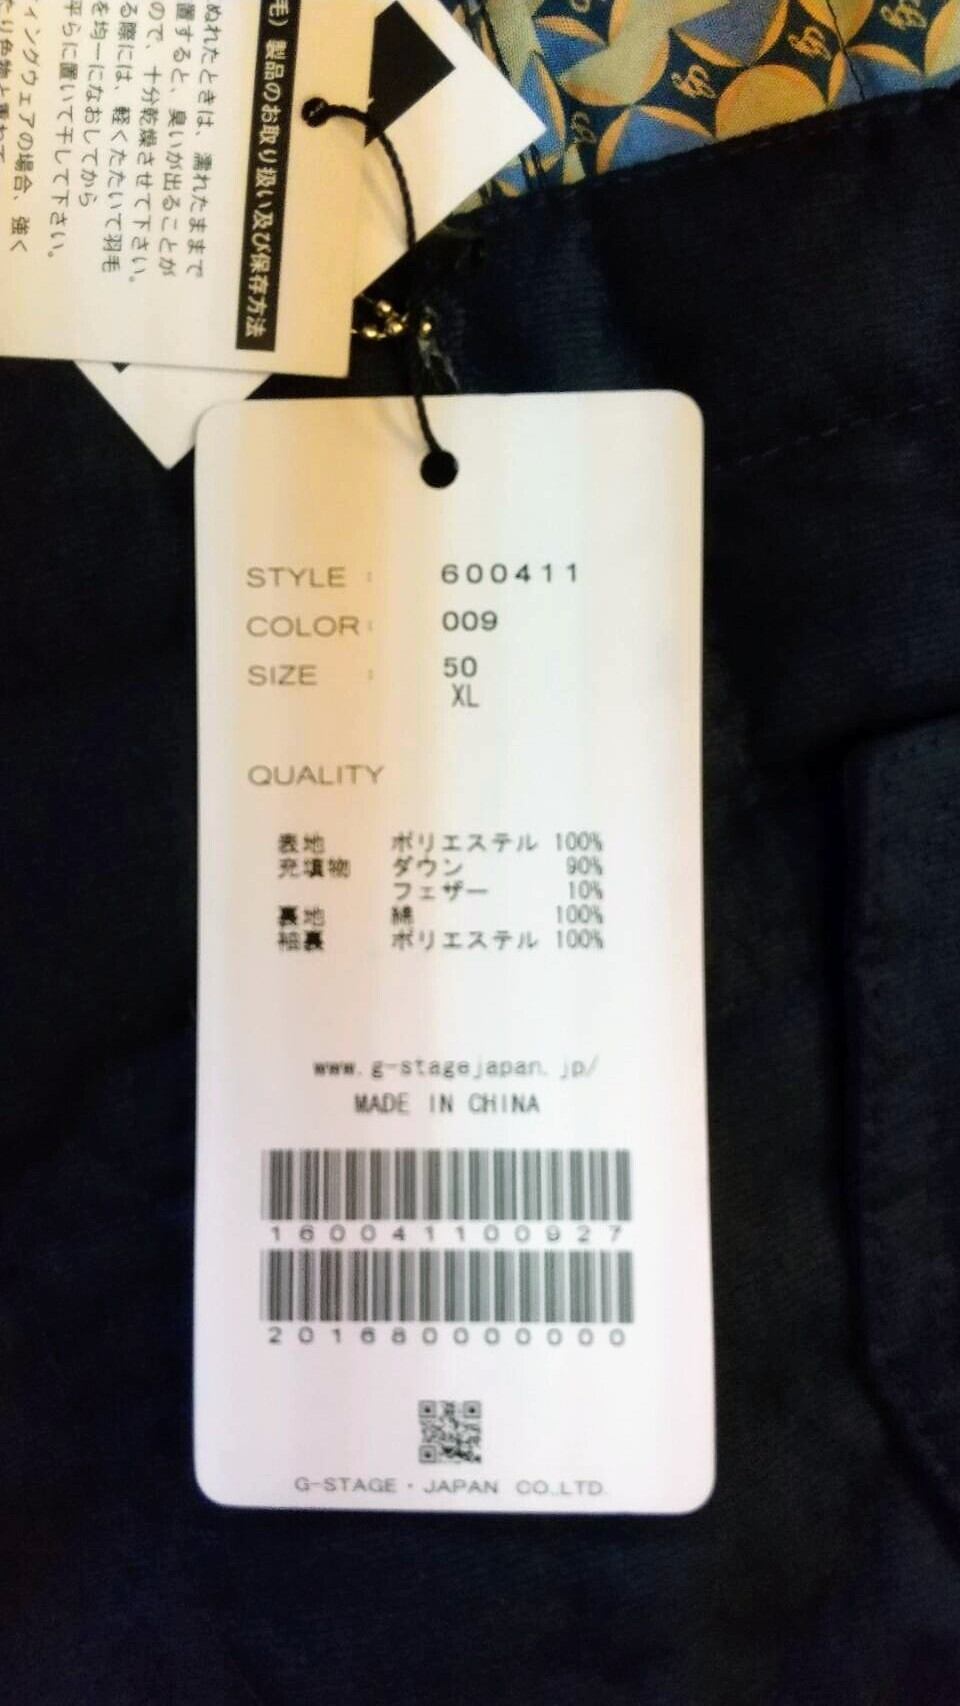 毛）製品のお取り扱い及び保存方法
ぬれたときは、濡れたままで
置すると、臭いが出ることが
ので、十分乾燥させて下さい。
る際には、軽くたたいて羽毛
を均一になおしてから
平らに置いて干して下さい。
ィングウェアの場合、強く
STYLE : 600411
COLOR : 009
SIZE : 50
XL
QUALITY
表地 ポリエステル 100%
充填物 ダウン 90%
フェザー 10%
裏地 綿 100%
袖裏 ポリエステル 100%
www.g-stagejapan.jp/
MADE IN CHINA
160041100927
201680000000
G-STAGE・JAPAN CO.,LTD.